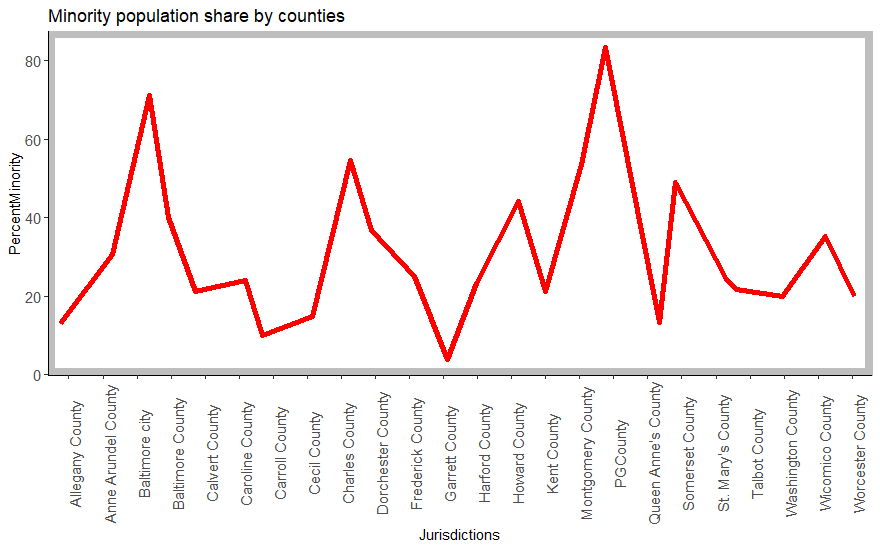 Minority population share by counties
PercentMinority
80
60
40
20
0
Allegany County
Anne Arundel County
Baltimore city
Baltimore County
Calvert County
Caroline County
Carroll County
Cecil County
Charles County
Dorchester County
Frederick County
Garrett County
Harford County
Howard County
Kent County
Montgomery County
PGCounty
Queen Anne's County
Somerset County
St. Mary's County
Talbot County
Washington County
Wicomico County
Worcester County
Jurisdictions